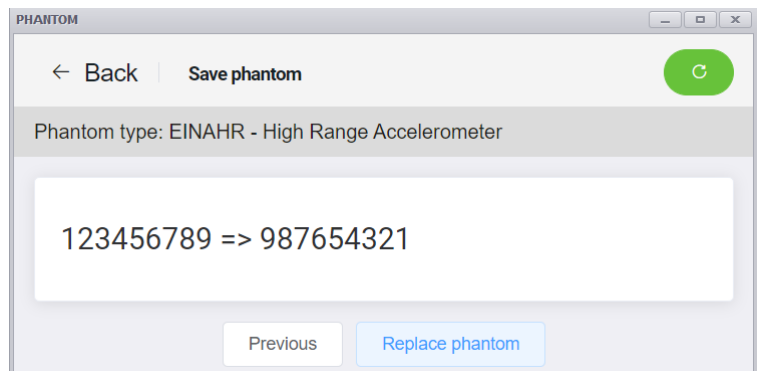 PHANTOM
← Back Save phantom
Phantom type: EINAHR - High Range Accelerometer
123456789 => 987654321
Previous Replace phantom